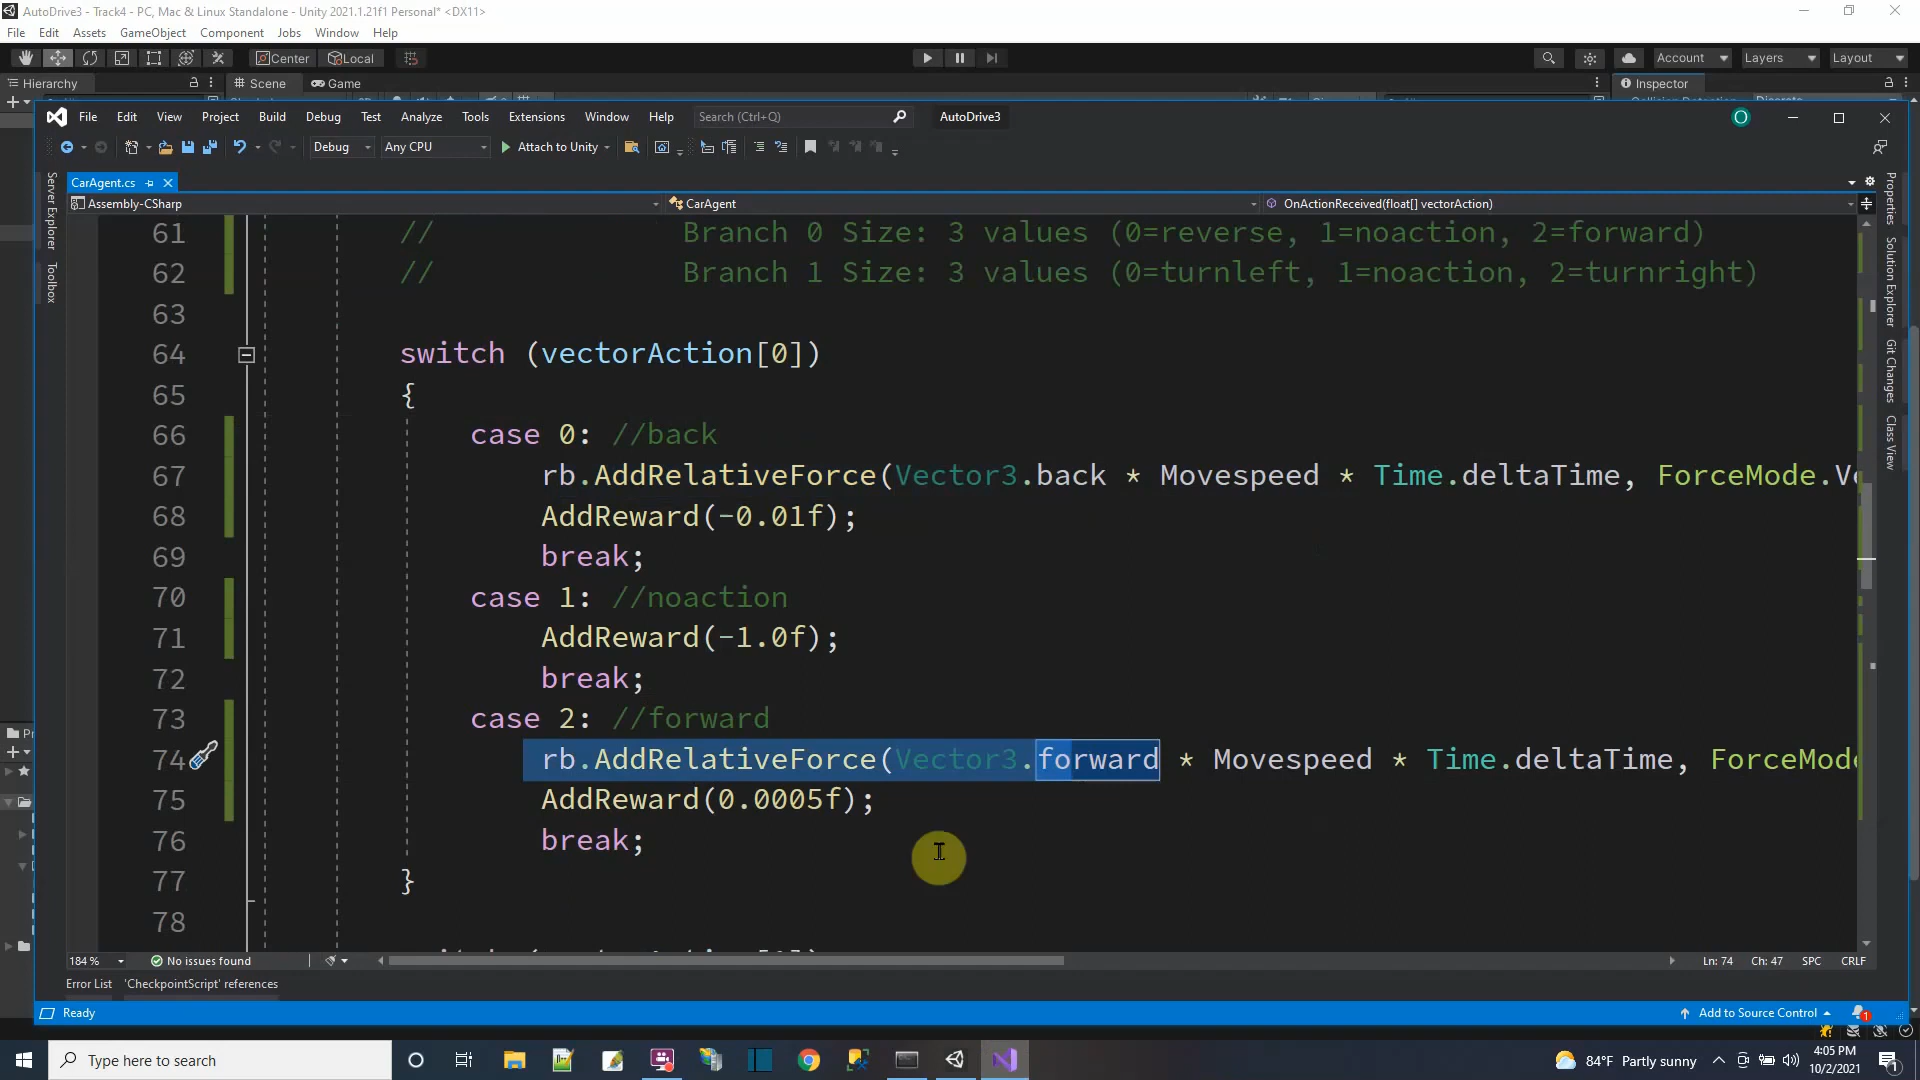 AutoDrive3 - Track4 - PC, Mac & Linux Standalone - Unity 2021.1.21f1 Personal* <DX11>
File Edit Assets GameObject Component Jobs Window Help
Center Local Account Layers Layout
Hierarchy Scene Game Inspector
File Edit View Project Build Debug Test Analyze Tools Extensions Window Help Search (Ctrl+Q) AutoDrive3 O
Debug Any CPU Attach to Unity
CarAgent.cs
Assembly-CSharp CarAgent OnActionReceived(float[] vectorAction)
Server Explorer
Toolbox
Properties
Solution Explorer
Git Changes
Class View
61 // Branch 0 Size: 3 values (0=reverse, 1=noaction, 2=forward)
62 // Branch 1 Size: 3 values (0=turnleft, 1=noaction, 2=turnright)
63
64 switch (vectorAction[0])
65 {
66 case 0: //back
67 rb.AddRelativeForce(Vector3.back * Movespeed * Time.deltaTime, ForceMode.Ve
68 AddReward(-0.01f);
69 break;
70 case 1: //noaction
71 AddReward(-1.0f);
72 break;
73 case 2: //forward
74 rb.AddRelativeForce(Vector3.forward * Movespeed * Time.deltaTime, ForceMode
75 AddReward(0.0005f);
76 break;
77 }
78
184 % No issues found Ln: 74 Ch: 47 SPC CRLF
Error List 'CheckpointScript' references
Ready Add to Source Control 1
Type here to search 84°F Partly sunny 4:05 PM
10/2/2021 1